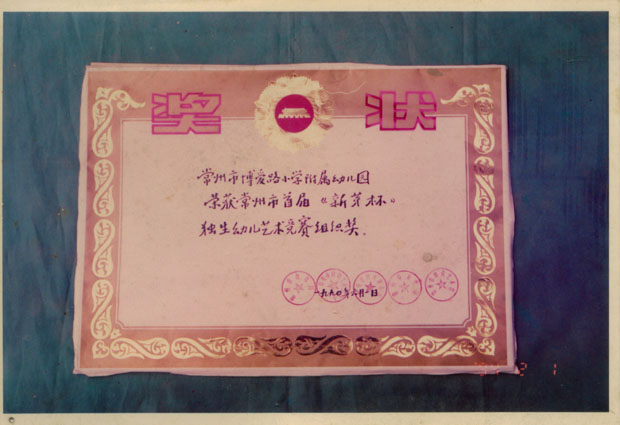 奖状
常州市博爱路小学附属幼儿园
荣获常州市首届《新芽杯》
独生幼儿艺术竞赛组织奖.
一九九〇年六月一日